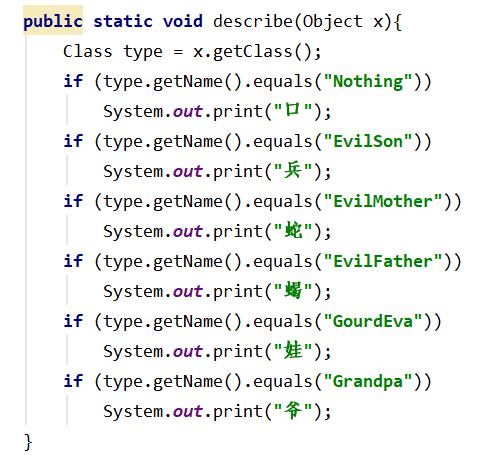 public static void describe(Object x){
    Class type = x.getClass();
    if (type.getName().equals("Nothing"))
        System.out.print("口");
    if (type.getName().equals("EvilSon"))
        System.out.print("兵");
    if (type.getName().equals("EvilMother"))
        System.out.print("蛇");
    if (type.getName().equals("EvilFather"))
        System.out.print("蝎");
    if (type.getName().equals("GourdEva"))
        System.out.print("娃");
    if (type.getName().equals("Grandpa"))
        System.out.print("爷");
}